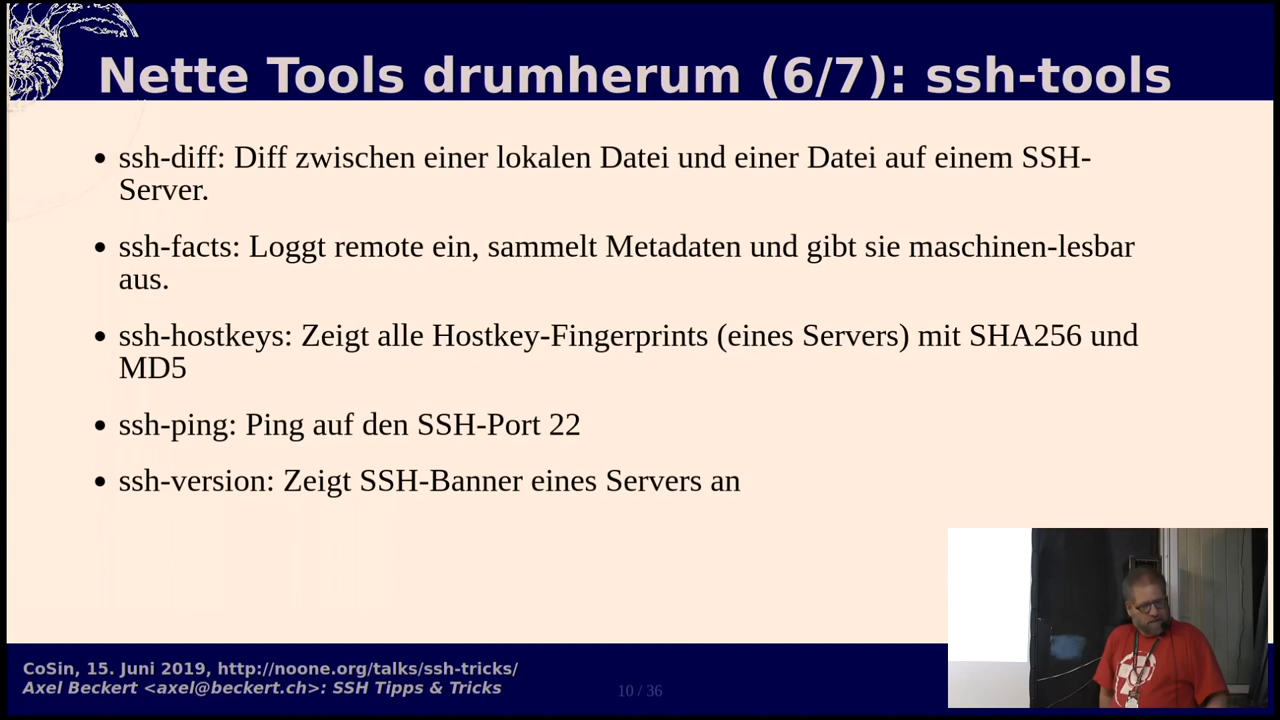 Nette Tools drumherum (6/7): ssh-tools
• ssh-diff: Diff zwischen einer lokalen Datei und einer Datei auf einem SSH-
Server.
• ssh-facts: Loggt remote ein, sammelt Metadaten und gibt sie maschinen-lesbar
aus.
• ssh-hostkeys: Zeigt alle Hostkey-Fingerprints (eines Servers) mit SHA256 und
MD5
• ssh-ping: Ping auf den SSH-Port 22
• ssh-version: Zeigt SSH-Banner eines Servers an
CoSin, 15. Juni 2019, http://noone.org/talks/ssh-tricks/
Axel Beckert <axel@beckert.ch>: SSH Tipps & Tricks
10 / 36